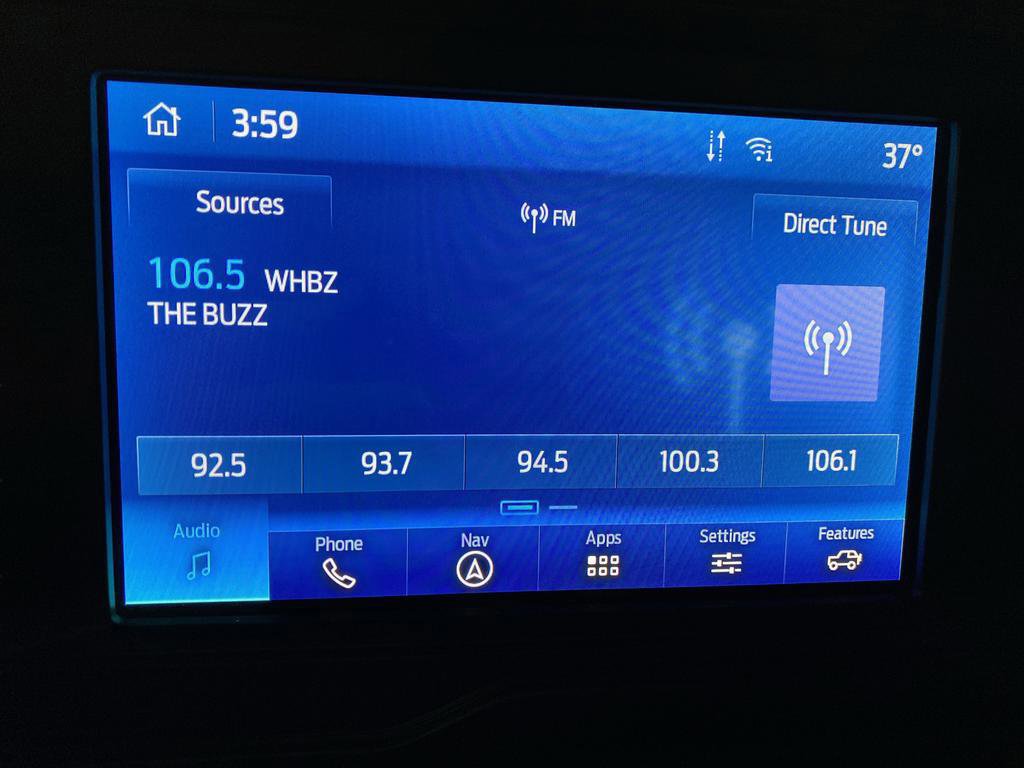 3:59
37°
Sources
FM
Direct Tune
106.5 WHBZ
THE BUZZ
92.5 93.7 94.5 100.3 106.1
Audio Phone Nav Apps Settings Features